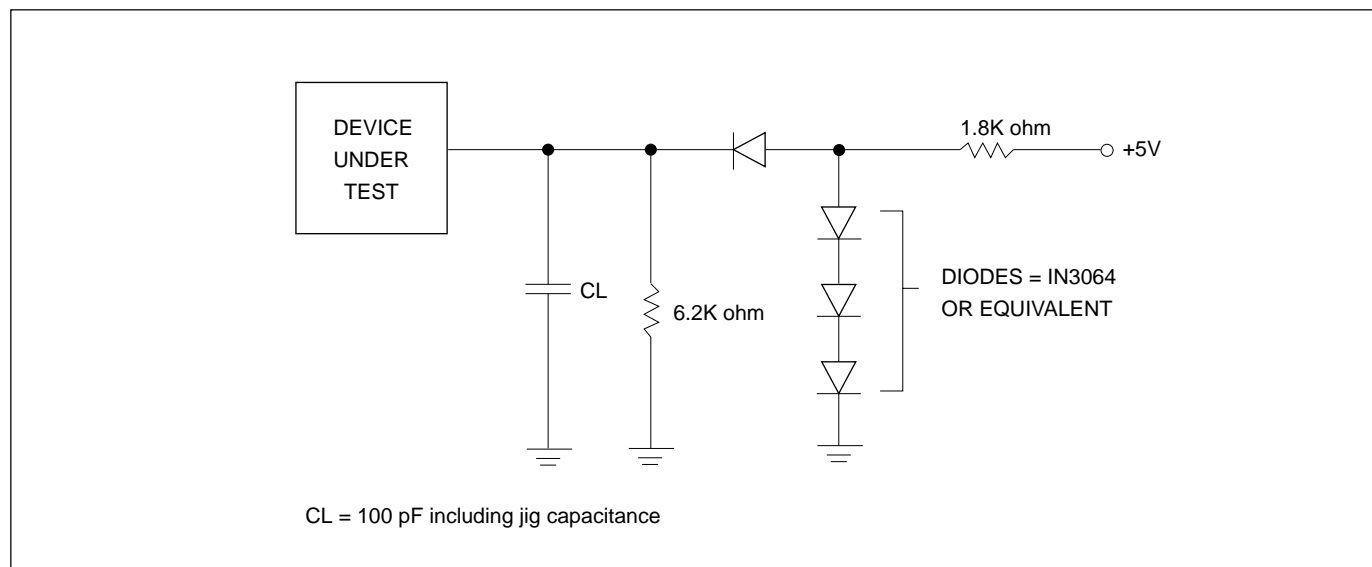 DEVICE
UNDER
TEST
1.8K ohm
+5V
CL
6.2K ohm
DIODES = IN3064
OR EQUIVALENT
CL = 100 pF including jig capacitance